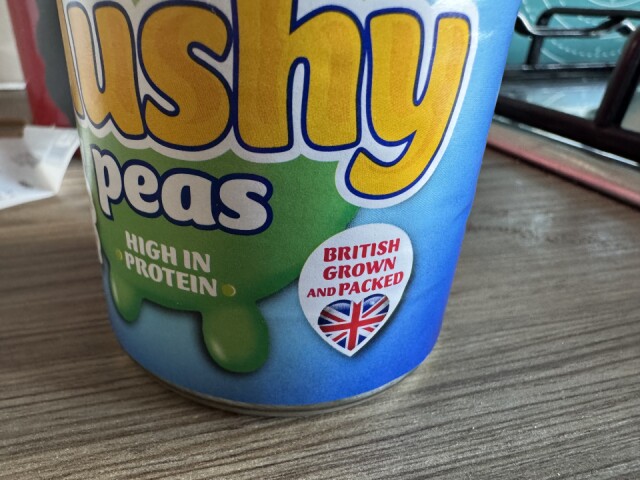 ushy
peas
HIGH IN
PROTEIN
BRITISH
GROWN
AND PACKED